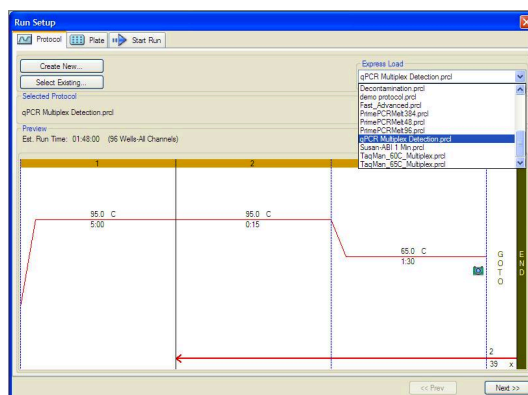 Run Setup
Protocol Plate Start Run
Create New...
Select Existing...
Express Load
qPCR Multiplex Detection.prcl
Decontamination.prcl
demo protocol.prcl
Fast_Advanced.prcl
PrimePCRMelt384.prcl
PrimePCRMelt48.prcl
PrimePCRMelt96.prcl
qPCR Multiplex Detection.prcl
Susan-ABI 1 Min.prcl
TaqMan_60C_Multiplex.prcl
TaqMan_65C_Multiplex.prcl
Selected Protocol
qPCR Multiplex Detection.prcl
Preview
Est. Run Time: 01:48:00 (96 Wells-All Channels)
1 2
95.0 C
5:00
95.0 C
0:15
65.0 C
1:30
GOTO
END
2
39 x
<< Prev
Next >>